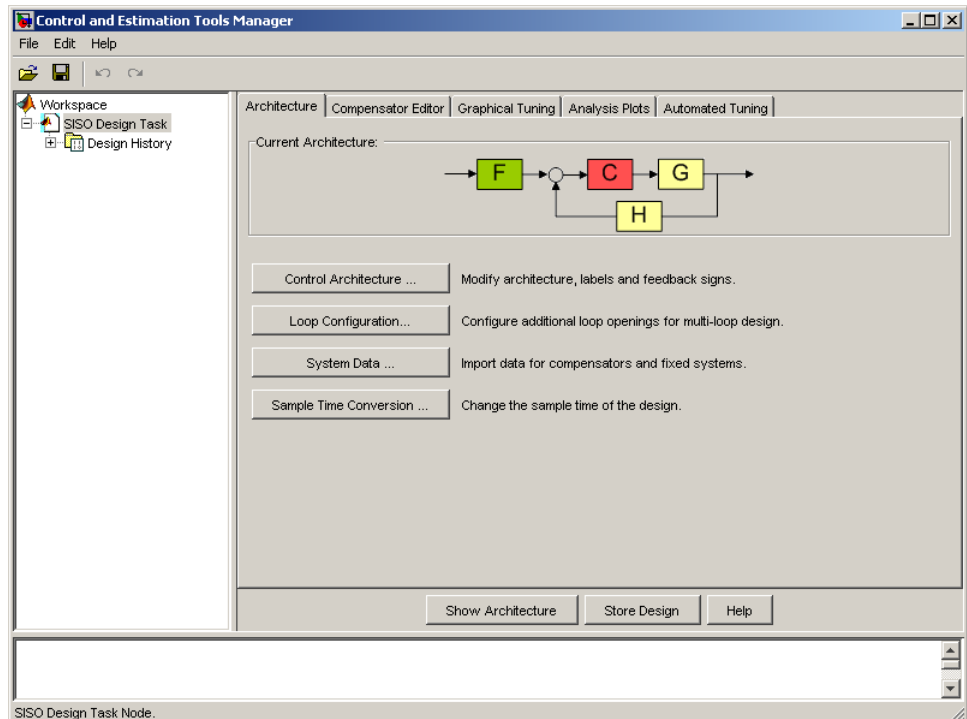 Control and Estimation Tools Manager
File Edit Help
Workspace
SISO Design Task
Design History
Architecture Compensator Editor Graphical Tuning Analysis Plots Automated Tuning
Current Architecture:
F C G
H
Control Architecture ... Modify architecture, labels and feedback signs.
Loop Configuration... Configure additional loop openings for multi-loop design.
System Data ... Import data for compensators and fixed systems.
Sample Time Conversion ... Change the sample time of the design.
Show Architecture Store Design Help
SISO Design Task Node.